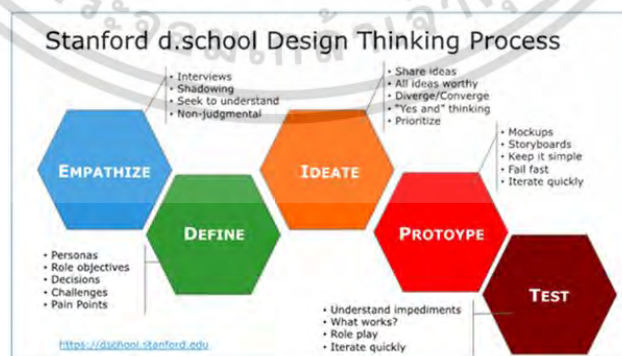 Stanford d.school Design Thinking Process
• Interviews
• Shadowing
• Seek to understand
• Non-judgmental
• Share ideas
• All ideas worthy
• Diverge/Converge
• "Yes and" thinking
• Prioritize
• Mockups
• Storyboards
• Keep it simple
• Fail fast
• Iterate quickly
EMPATHIZE
IDEATE
DEFINE
PROTOYPE
TEST
• Personas
• Role objectives
• Decisions
• Challenges
• Pain Points
• Understand impediments
• What works?
• Role play
• Iterate quickly
https://dschool.stanford.edu